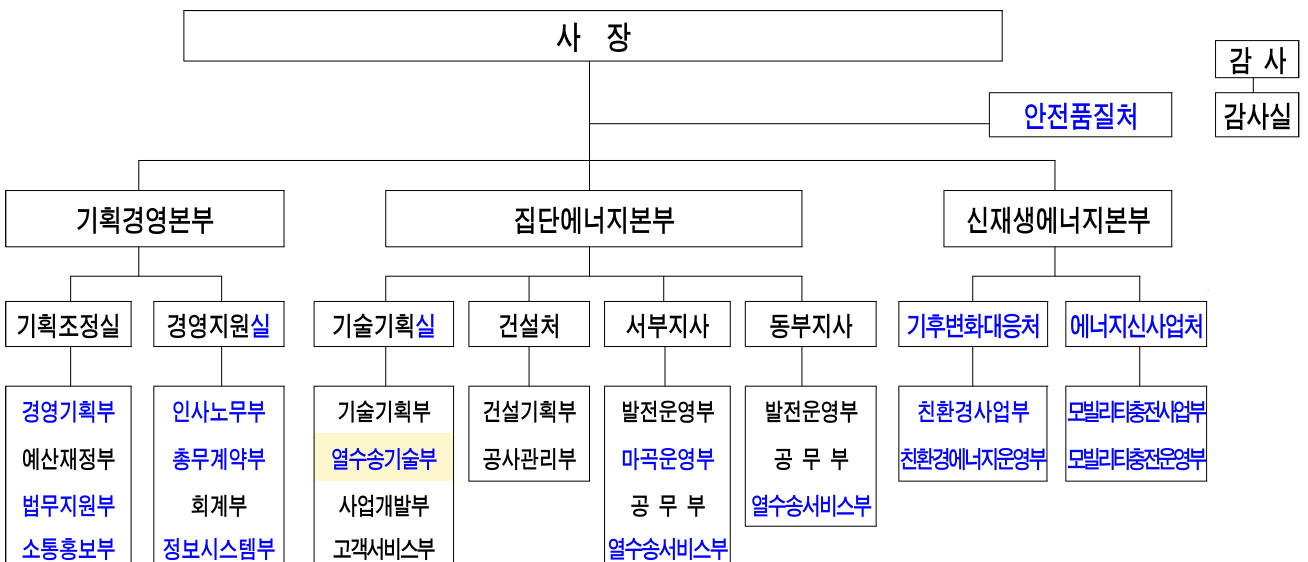 사 장
감 사
안전품질처
감사실
기획경영본부
집단에너지본부
신재생에너지본부
기획조정실
경영지원실
기술기획실
건설처
서부지사
동부지사
기후변화대응처
에너지신사업처
경영기획부
예산재정부
법무지원부
소통홍보부
인사노무부
총무계약부
회계부
정보시스템부
기술기획부
열수송기술부
사업개발부
고객서비스부
건설기획부
공사관리부
발전운영부
마곡운영부
공 무 부
열수송서비스부
발전운영부
공 무 부
열수송서비스부
친환경사업부
친환경에너지운영부
모빌리티충전사업부
모빌리티충전운영부